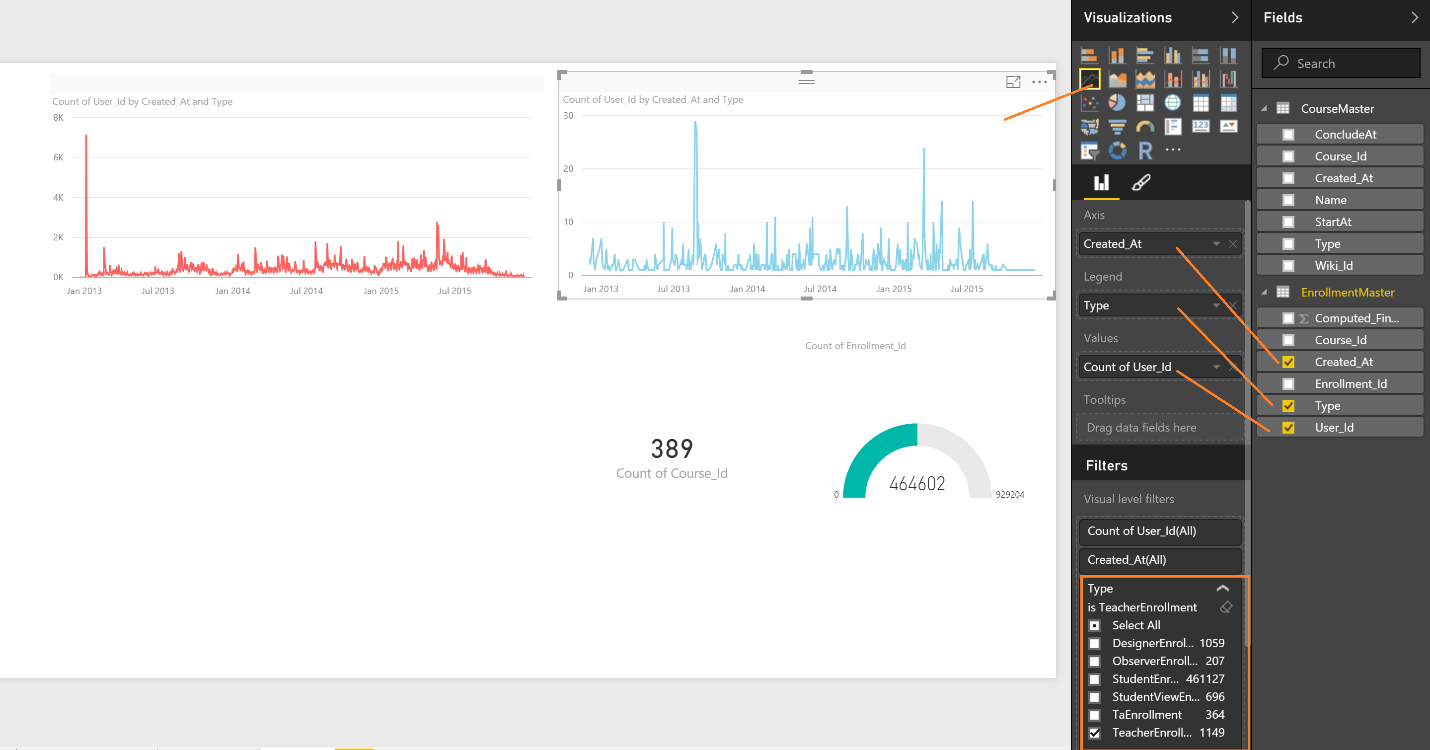 Visualizations
Fields
Search
Count of User_Id by Created_At and Type
8K
6K
4K
2K
0K
Jan 2013 Jul 2013 Jan 2014 Jul 2014 Jan 2015 Jul 2015
Count of User_Id by Created_At and Type
30
20
10
0
Jan 2013 Jul 2013 Jan 2014 Jul 2014 Jan 2015 Jul 2015
Count of Enrollment_Id
389
Count of Course_Id
464602
0
929204
123
R
Axis
Created_At
Legend
Type
Values
Count of User_Id
Tooltips
Drag data fields here
Filters
Visual level filters
Count of User_Id(All)
Created_At(All)
Type
is TeacherEnrollment
Select All
DesignerEnrol... 1059
ObserverEnroll... 207
StudentEnr... 461127
StudentViewEn... 696
TaEnrollment 364
TeacherEnroll... 1149
CourseMaster
ConcludeAt
Course_Id
Created_At
Name
StartAt
Type
Wiki_Id
EnrollmentMaster
Σ Computed_Fin...
Course_Id
Created_At
Enrollment_Id
Type
User_Id